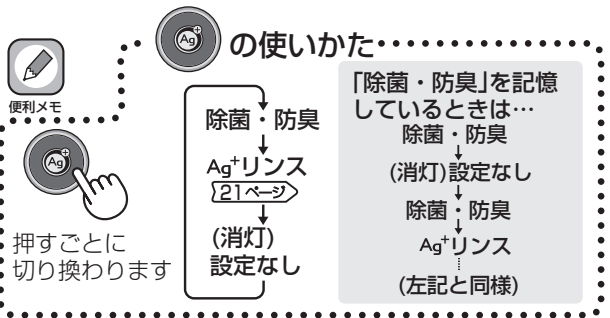 Ag⁺ の使いかた
便利メモ
Ag⁺
押すごとに
切り換わります
除菌・防臭
Ag⁺リンス
21ページ
(消灯)
設定なし
「除菌・防臭」を記憶
しているときは…
除菌・防臭
(消灯)設定なし
除菌・防臭
Ag⁺リンス
(左記と同様)